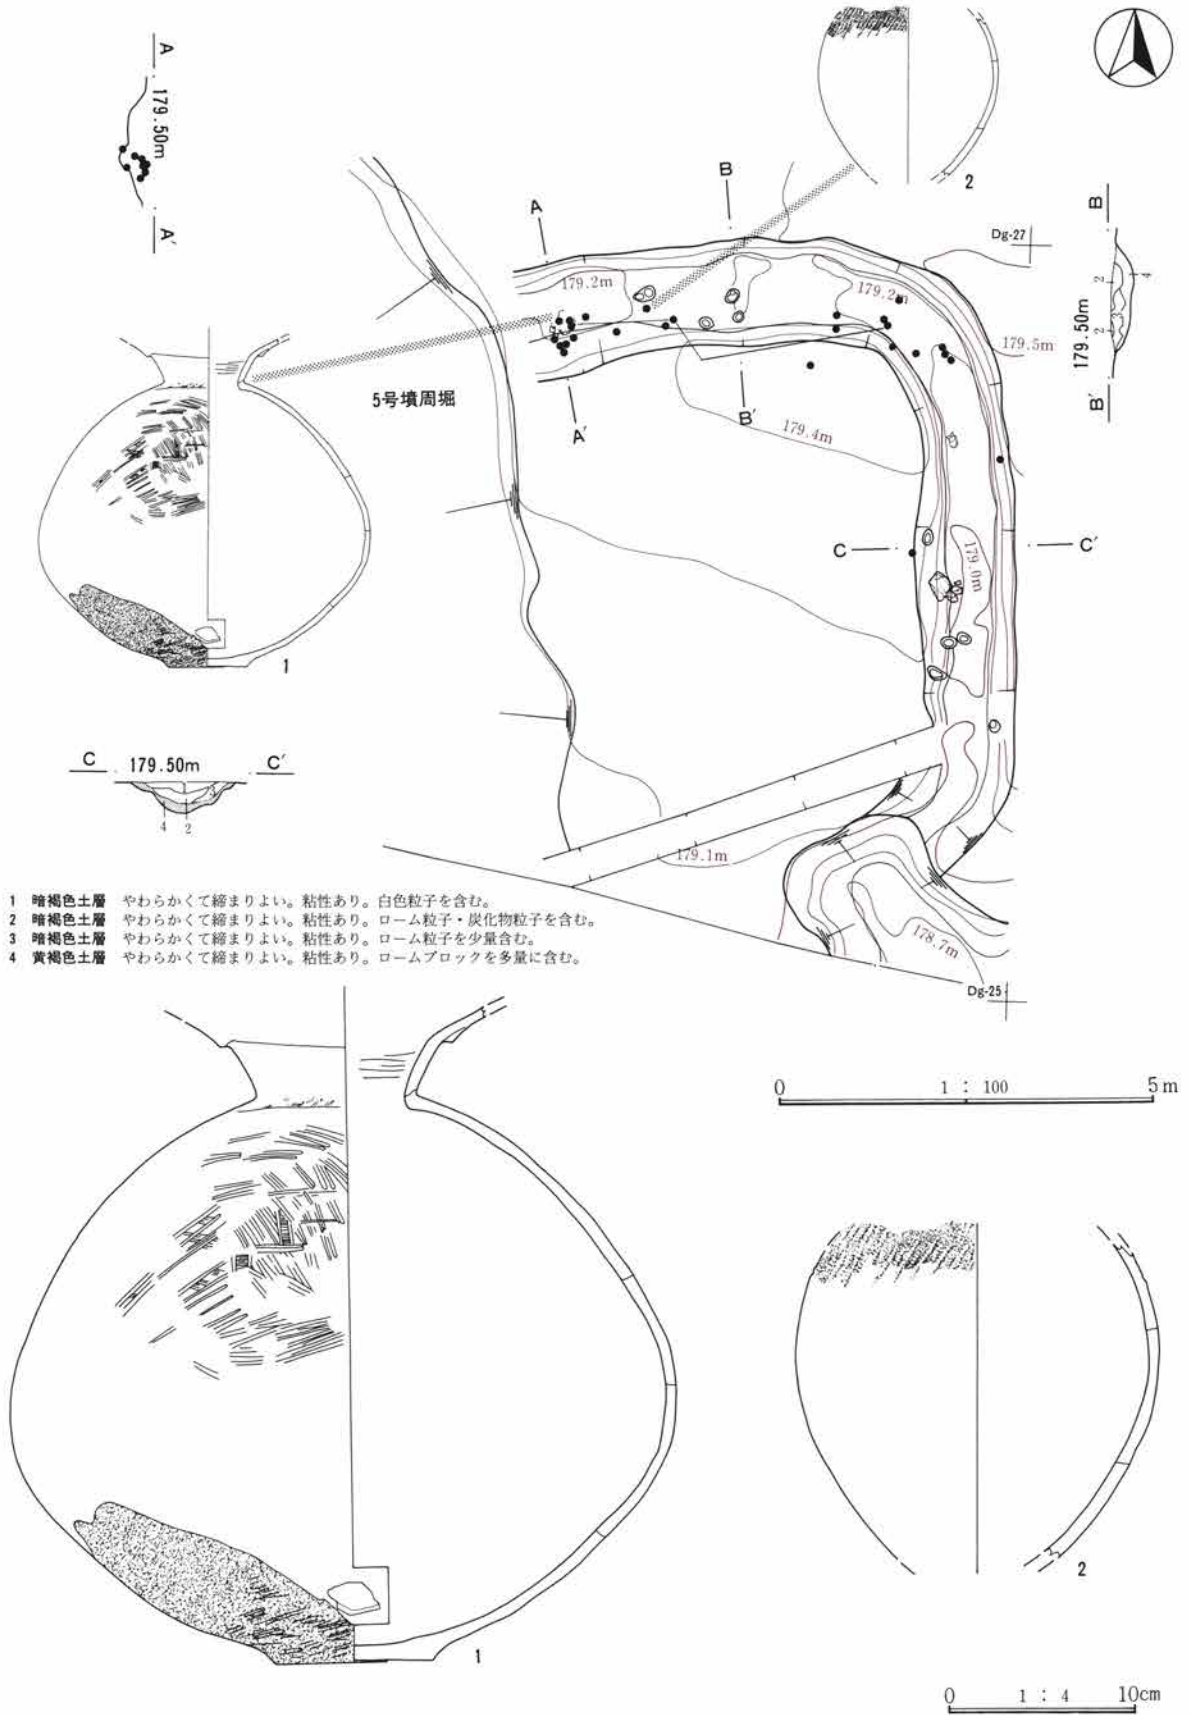 A
179.50m
A′
2
B
A
Dg-27
B
179.2m
179.2m
4
2
3
2
179.50m
B′
179.5m
5号墳周堀
A′
B′
179.4m
C
C′
179.0m
1
C 179.50m C′
4 2
179.1m
1 暗褐色土層 やわらかくて締まりよい。粘性あり。白色粒子を含む。
2 暗褐色土層 やわらかくて締まりよい。粘性あり。ローム粒子・炭化物粒子を含む。
3 暗褐色土層 やわらかくて締まりよい。粘性あり。ローム粒子を少量含む。
4 黄褐色土層 やわらかくて締まりよい。粘性あり。ロームブロックを多量に含む。
178.7m
Dg-25
0 1 : 100 5m
2
1
0 1 : 4 10cm